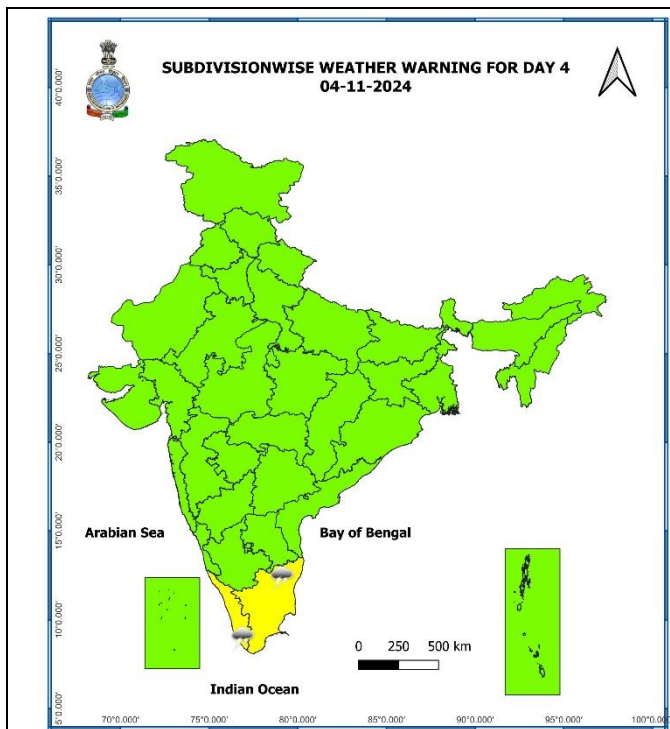 SUBDIVISIONWISE WEATHER WARNING FOR DAY 4
04-11-2024
40°0.000'
35°0.000'
30°0.000'
25°0.000'
20°0.000'
15°0.000'
10°0.000'
5°0.000'
Arabian Sea
Bay of Bengal
0 250 500 km
Indian Ocean
70°0.000' 75°0.000' 80°0.000' 85°0.000' 90°0.000' 95°0.000' 100°0.000'